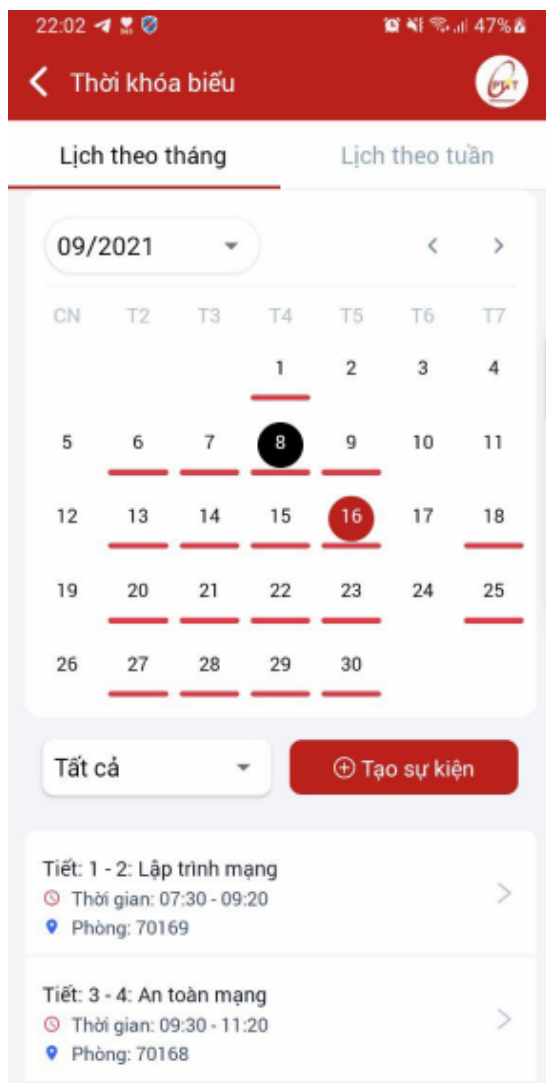 22:02 47%
Thời khóa biểu
Lịch theo tháng Lịch theo tuần
09/2021
CN T2 T3 T4 T5 T6 T7
1 2 3 4
5 6 7 8 9 10 11
12 13 14 15 16 17 18
19 20 21 22 23 24 25
26 27 28 29 30
Tất cả Tạo sự kiện
Tiết: 1 - 2: Lập trình mạng
Thời gian: 07:30 - 09:20
Phòng: 70169
Tiết: 3 - 4: An toàn mạng
Thời gian: 09:30 - 11:20
Phòng: 70168